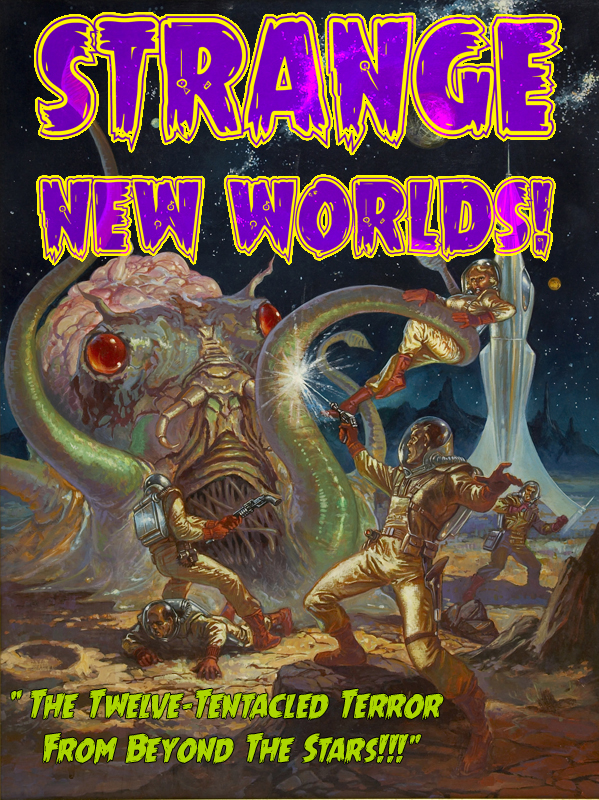 STRANGE
NEW WORLDS!
"THE TWELVE-TENTACLED TERROR
FROM BEYOND THE STARS!!!"